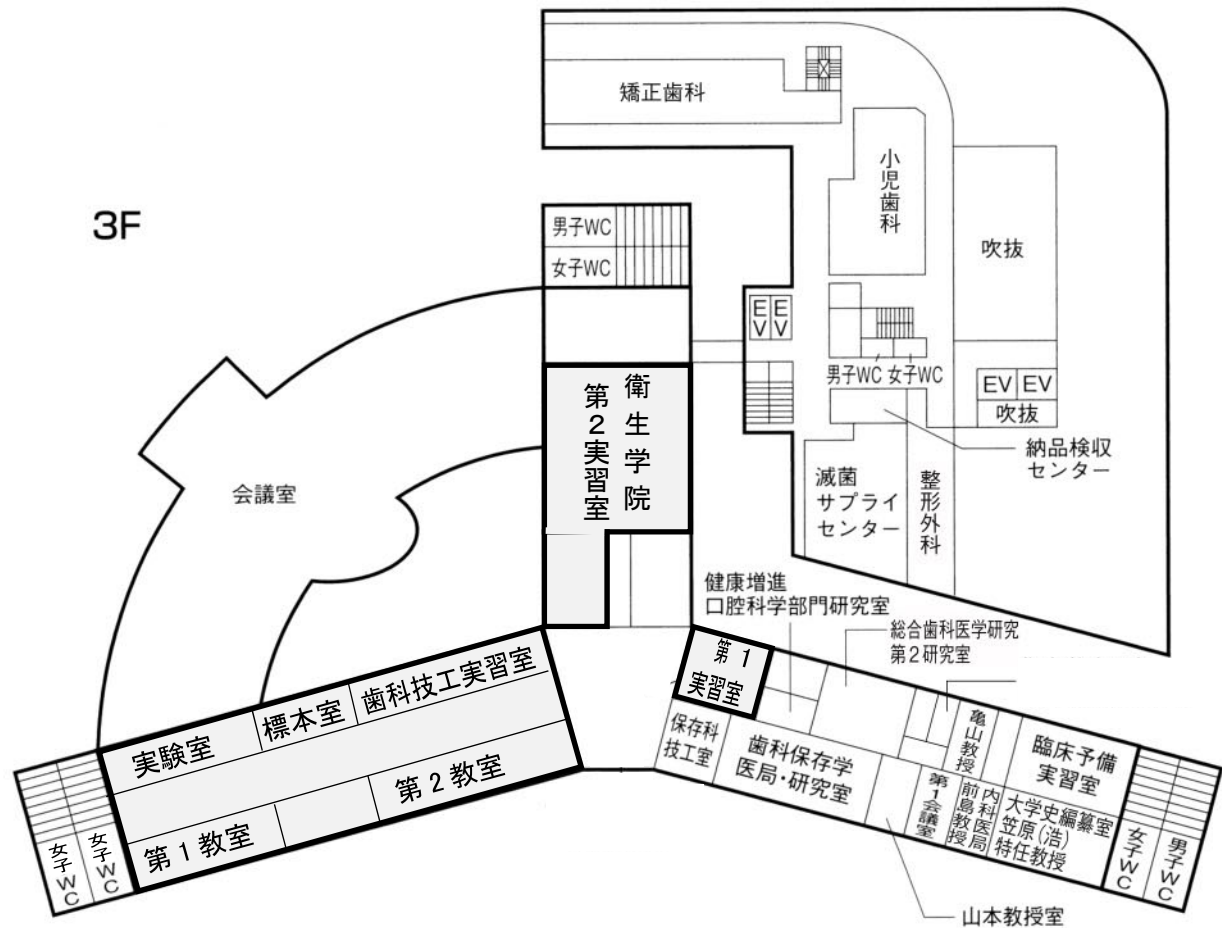 3F
矯正歯科
小児歯科
吹抜
男子WC
女子WC
EV
EV
男子WC 女子WC
EV EV
吹抜
納品検収
センター
衛生学院
第2実習室
会議室
滅菌
サプライ
センター
整形外科
健康増進
口腔科学部門研究室
総合歯科医学研究
第2研究室
第1
実習室
実験室
標本室
歯科技工実習室
第1教室
第2教室
女子WC
女子WC
保存科
技工室
歯科保存学
医局・研究室
亀山教授
臨床予備
実習室
第1会議室
内科医局
前島教授
大学史編纂室
笠原(浩)
特任教授
女子WC
男子WC
山本教授室